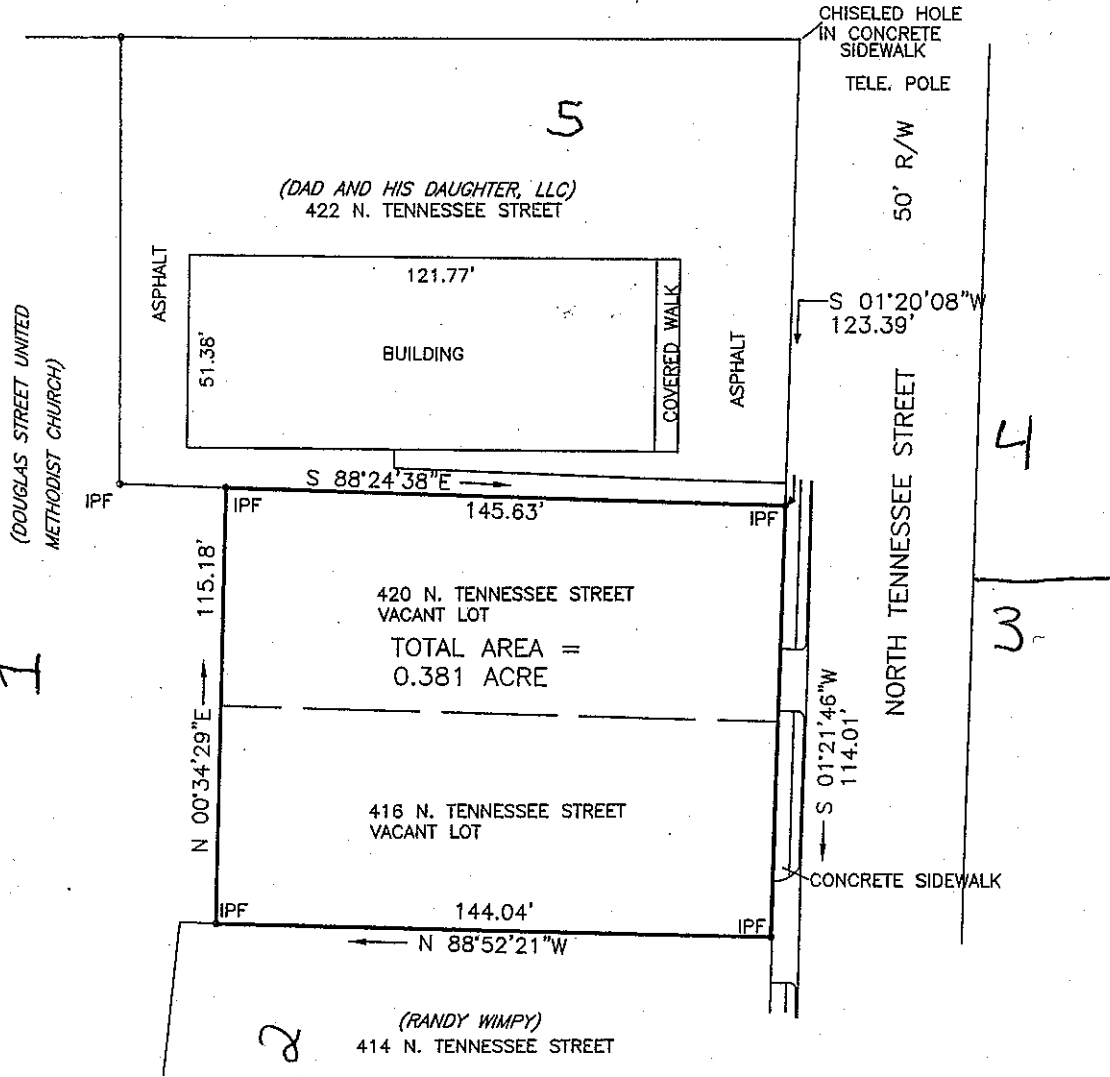 CHISELED HOLE
IN CONCRETE
SIDEWALK
TELE. POLE
5
50' R/W
(DAD AND HIS DAUGHTER, LLC)
422 N. TENNESSEE STREET
ASPHALT
121.77'
51.36'
BUILDING
COVERED WALK
ASPHALT
S 01°20'08"W
123.39'
(DOUGLAS STREET UNITED
METHODIST CHURCH)
NORTH TENNESSEE STREET
4
IPF
IPF
S 88°24'38"E
145.63'
IPF
115.18'
420 N. TENNESSEE STREET
VACANT LOT
TOTAL AREA =
0.381 ACRE
3
1
N 00°34'29"E
S 01°21'46"W
114.01'
416 N. TENNESSEE STREET
VACANT LOT
CONCRETE SIDEWALK
IPF
144.04'
IPF
N 88°52'21"W
2
(RANDY WIMPY)
414 N. TENNESSEE STREET